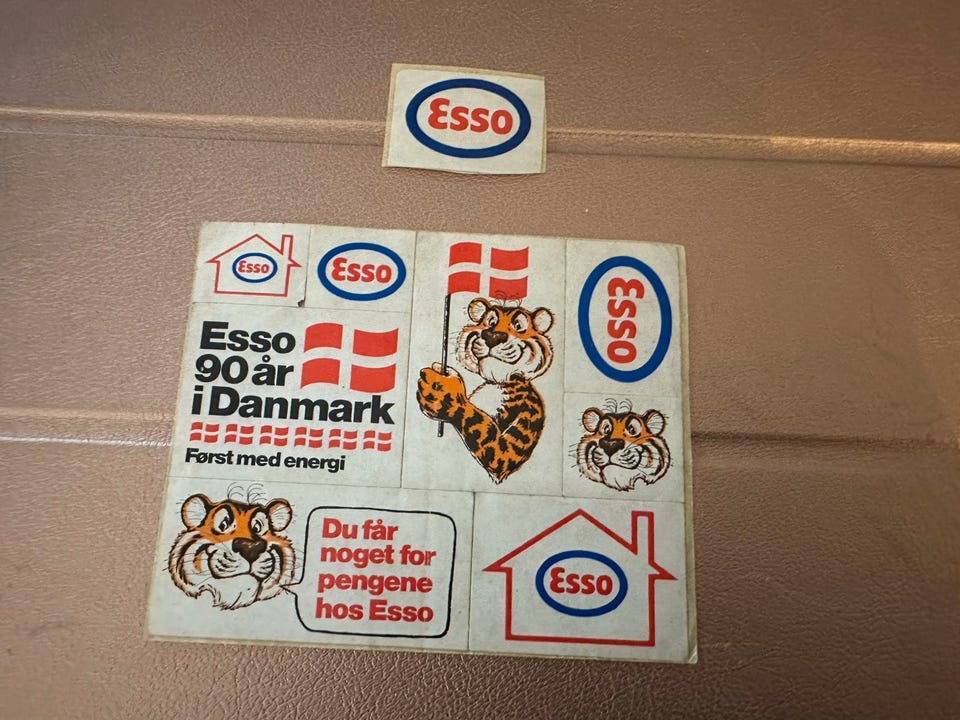 Esso
Esso
Esso
Esso
Esso
90 år
i Danmark
Først med energi
Du får
noget for
pengene
hos Esso
Esso